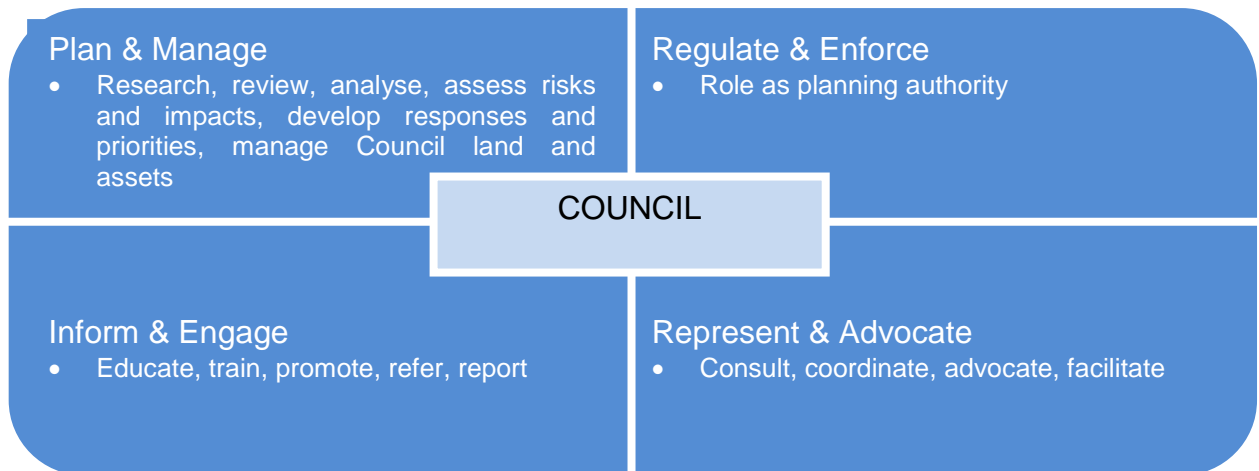 Plan & Manage
• Research, review, analyse, assess risks
and impacts, develop responses and
priorities, manage Council land and
assets
Regulate & Enforce
• Role as planning authority
COUNCIL
Inform & Engage
• Educate, train, promote, refer, report
Represent & Advocate
• Consult, coordinate, advocate, facilitate